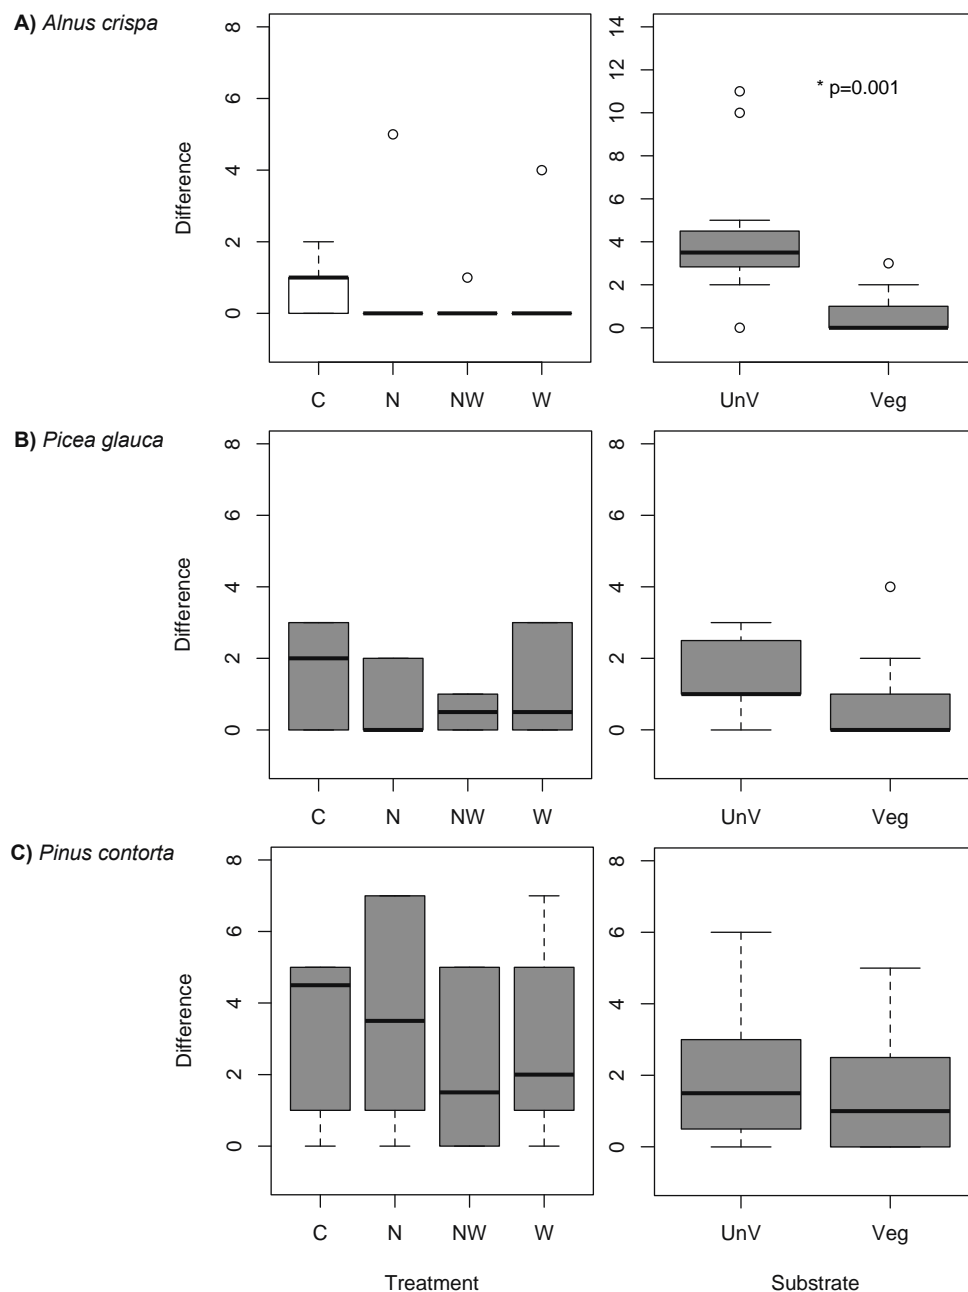 A) Alnus crispa
Difference
8
6
4
2
0
C N NW W
14
12
10
8
6
4
2
0
* p=0.001
UnV Veg
B) Picea glauca
Difference
8
6
4
2
0
C N NW W
8
6
4
2
0
UnV Veg
C) Pinus contorta
Difference
8
6
4
2
0
C N NW W
Treatment
8
6
4
2
0
UnV Veg
Substrate